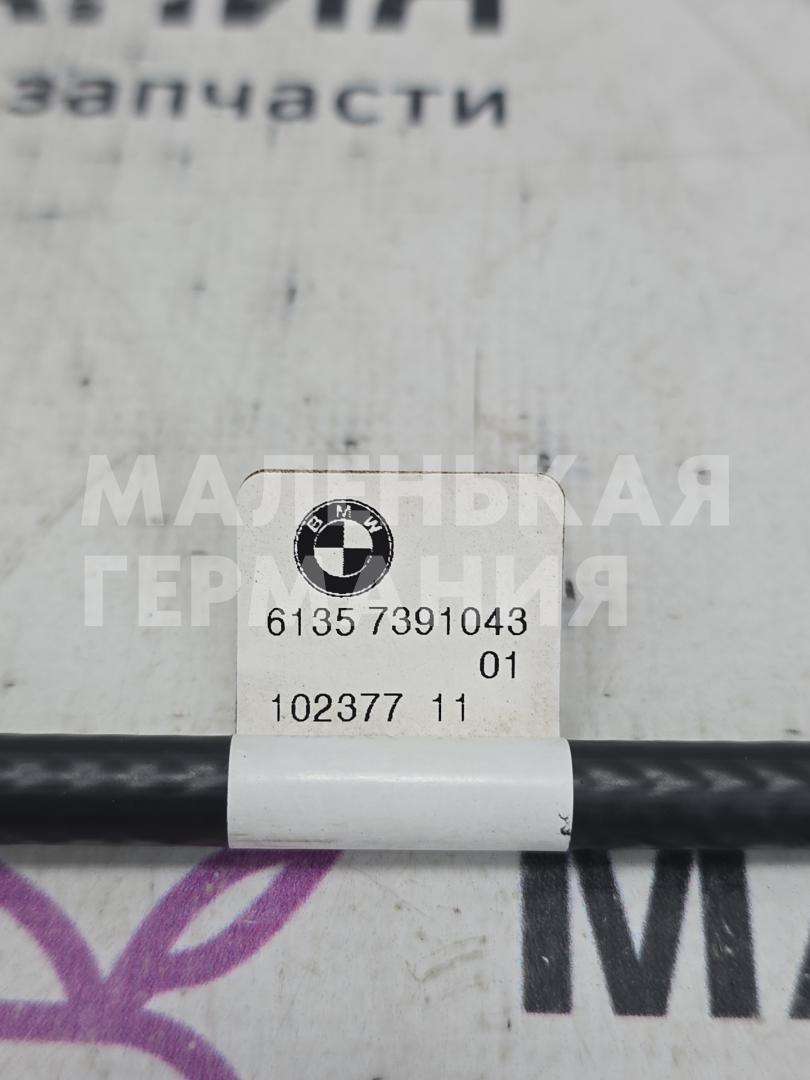 запчасти
МАЛЕНЬКАЯ
ГЕРМАНИЯ
BMW
6135 7391043
01
102377 11